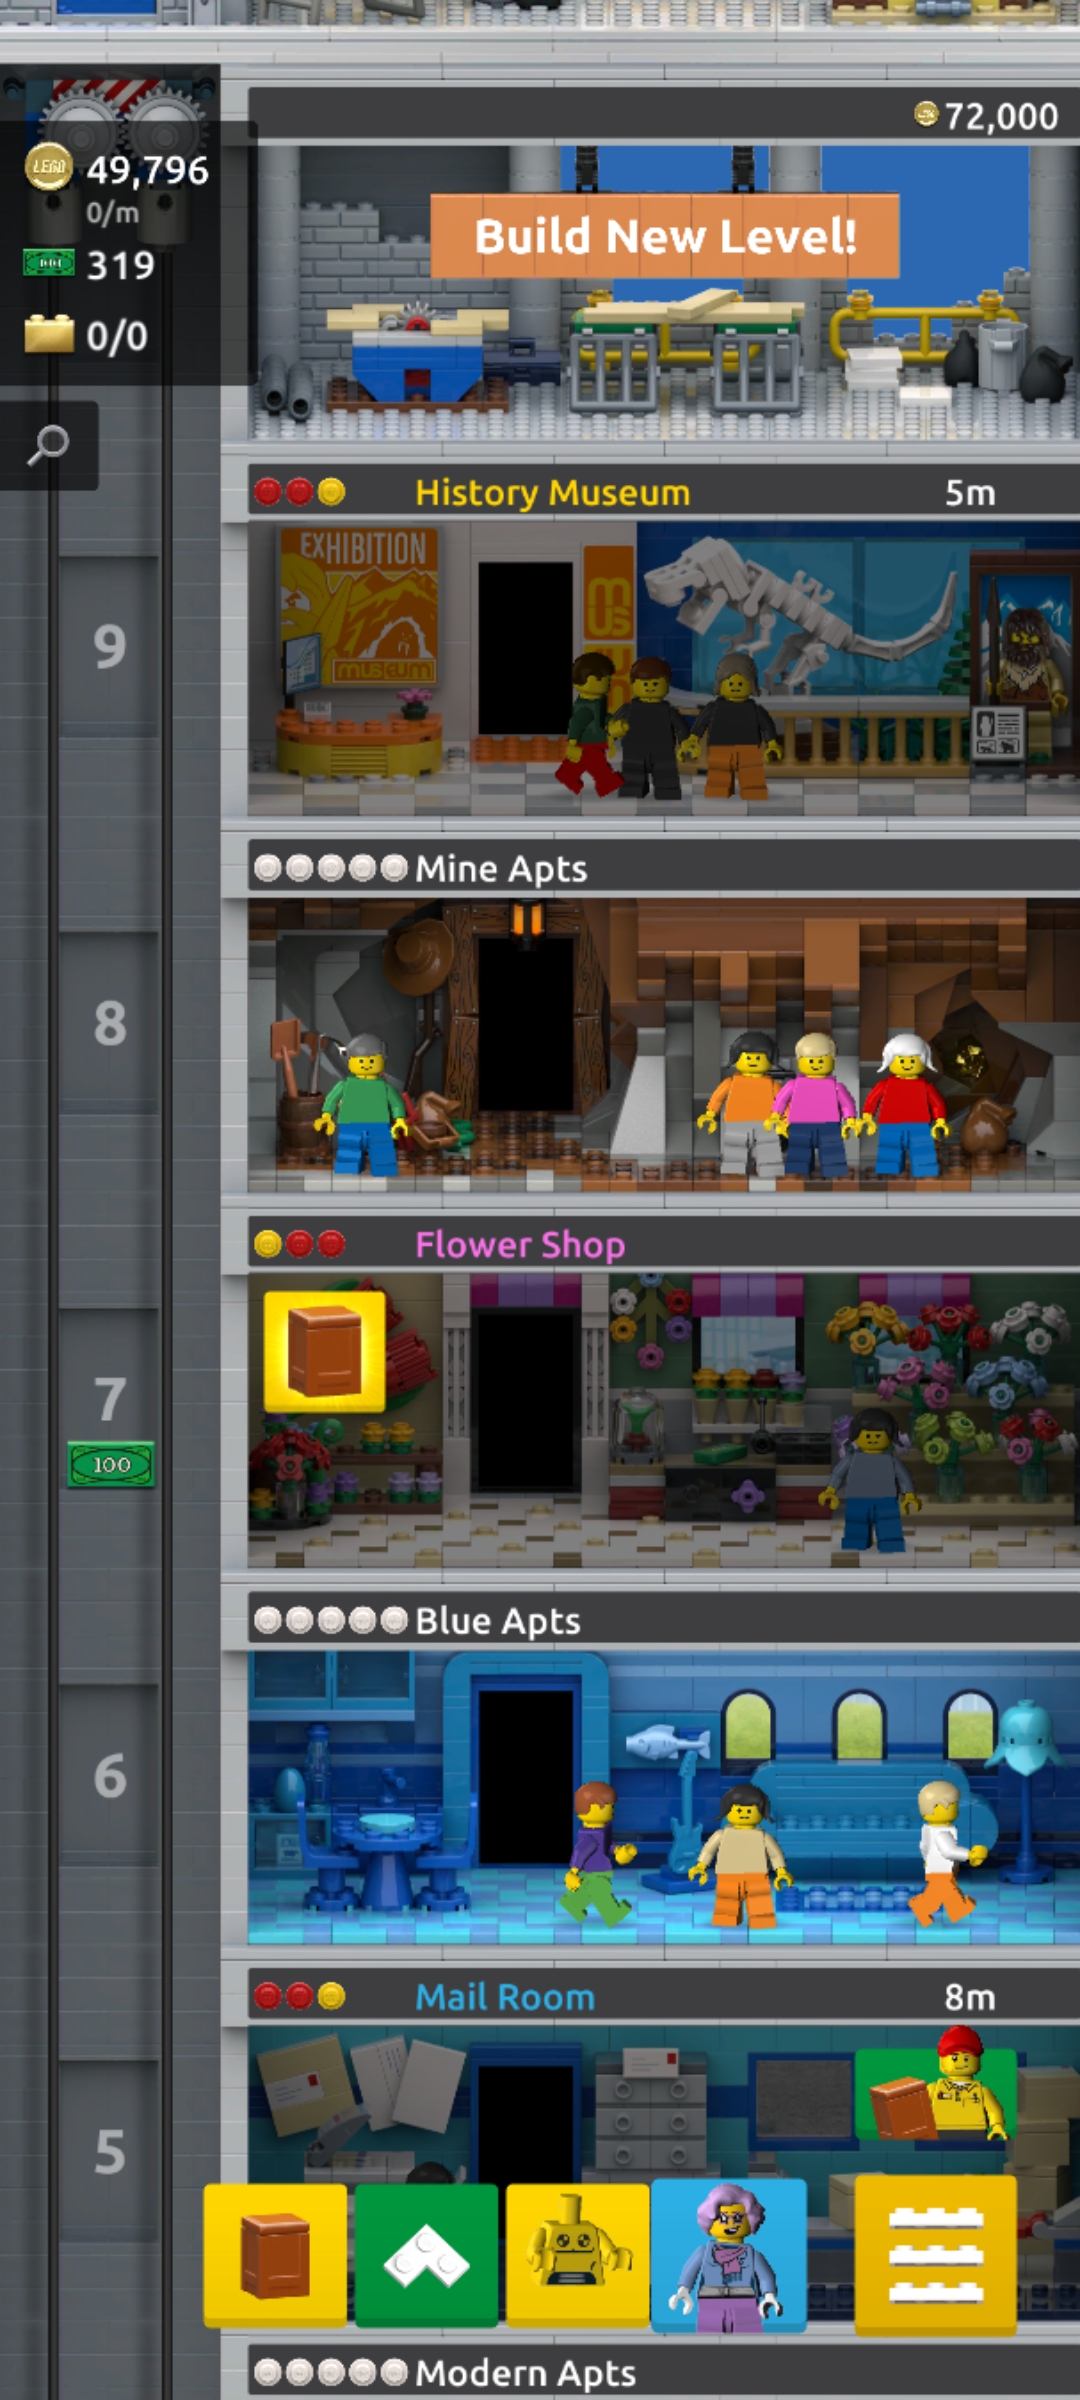 72,000
LEGO
49,796
0/m
319
0/0
Build New Level!
History Museum
5m
EXHIBITION
museum
9
Mine Apts
8
Flower Shop
7
100
Blue Apts
6
Mail Room
8m
5
Modern Apts